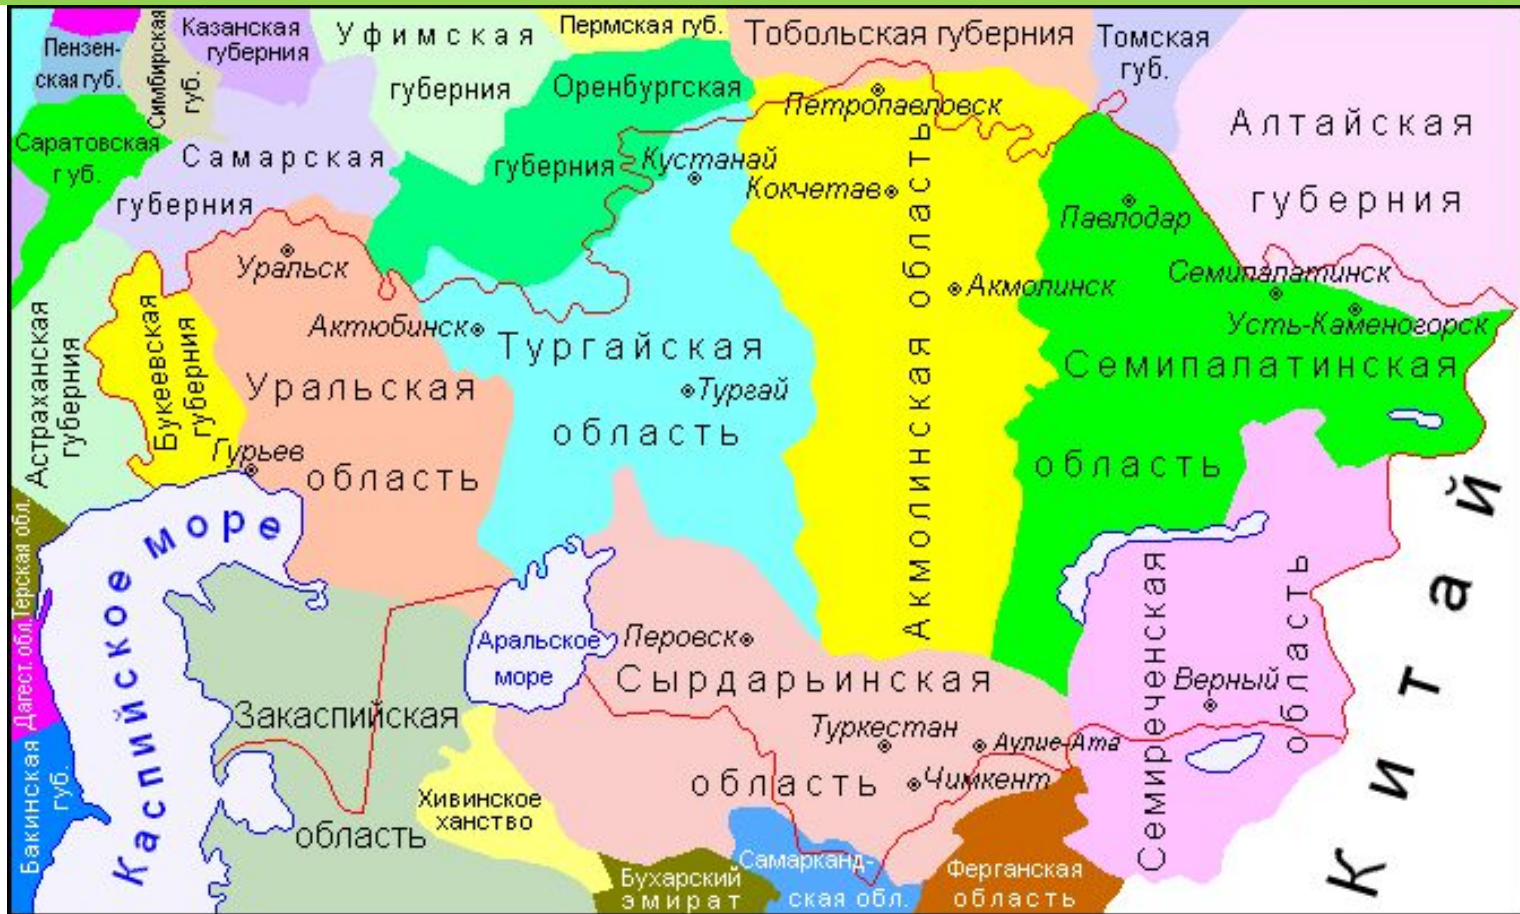 Пензен-
ская губ.
Симбирская
губ.
Казанская
губерния
Уфимская
губерния
Пермская губ.
Тобольская губерния
Томская
губ.
Алтайская
губерния
Оренбургская
губерния
Саратовская
губ.
Самарская
губерния
Петропавловск
Кустанай
Кокчетав
Павлодар
Уральск
Актюбинск
Акмолинск
Семипалатинск
Усть-Каменогорск
Астраханская
губерния
Букеевская
губерния
Уральская
область
Тургайская
область
Тургай
Акмолинская область
Семипалатинская
область
Гурьев
Каспийское море
Терская обл.
Дагест. обл.
Бакинская
губ.
Аральское
море
Перовск
Сырдарьинская
область
Туркестан
Аулие-Ата
Чимкент
Семиреченская
область
Верный
Китай
Закаспийская
область
Хивинское
ханство
Бухарский
эмират
Самарканд-
ская обл.
Ферганская
область